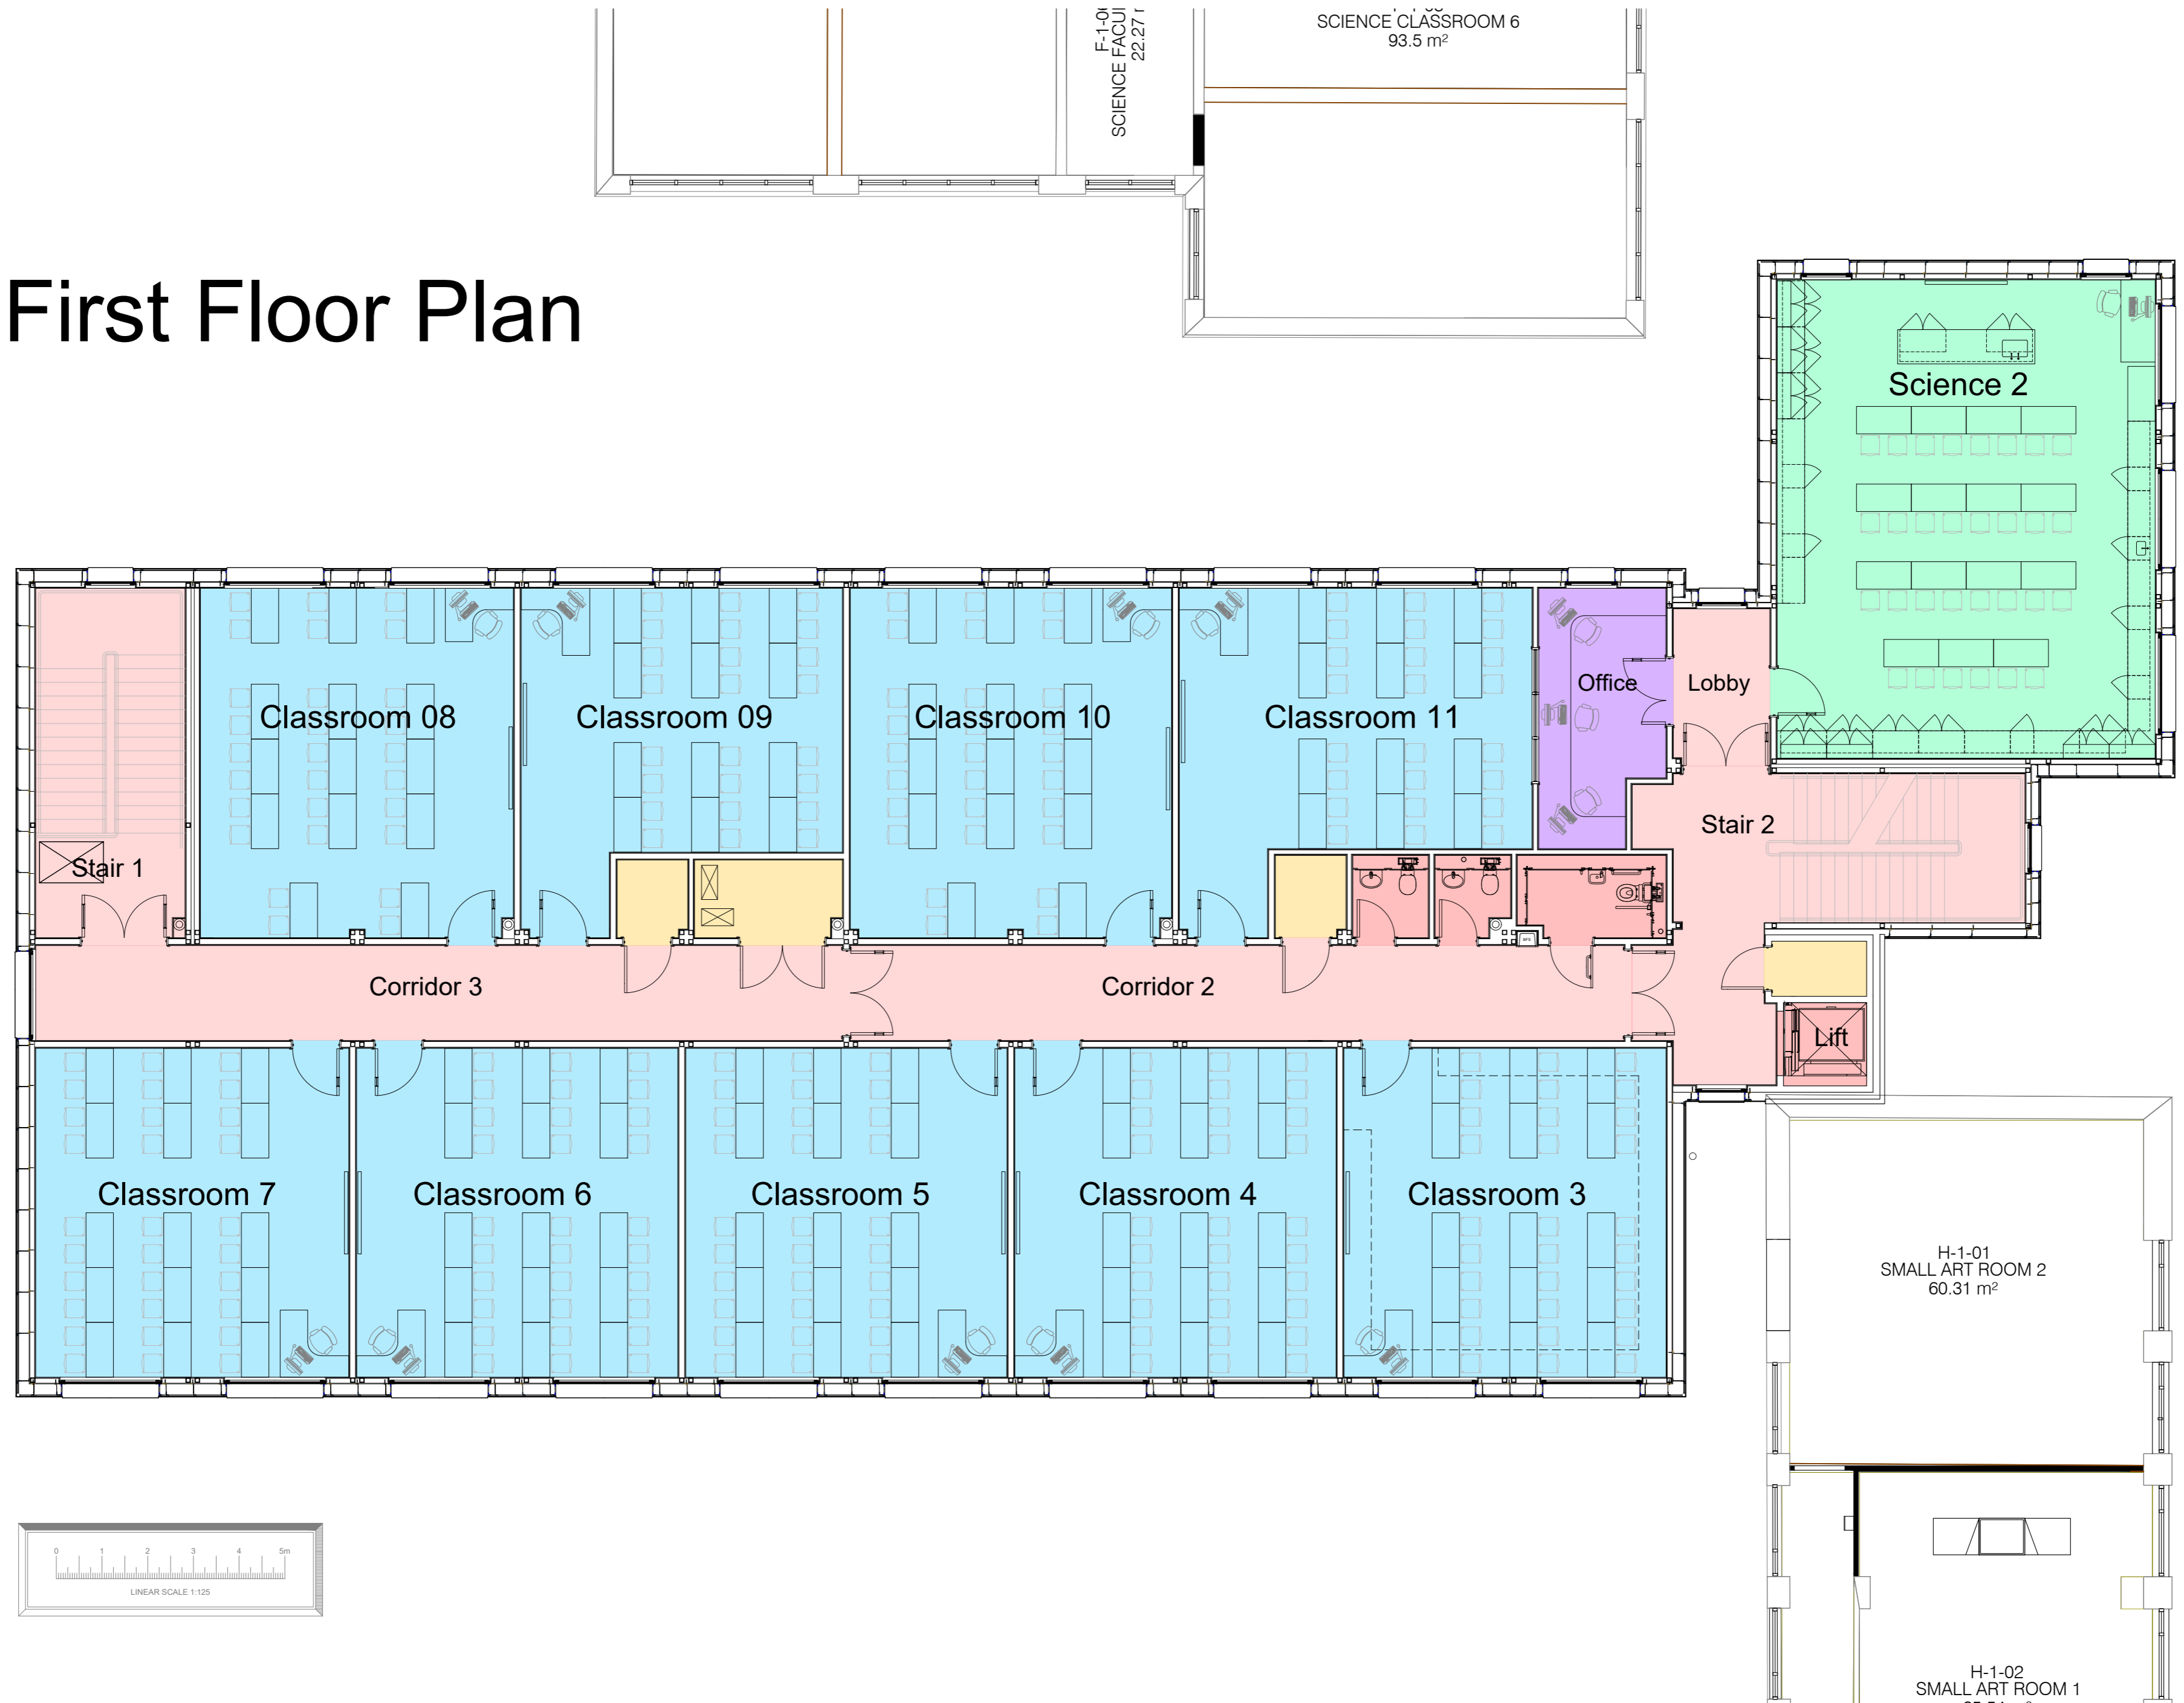 SCIENCE CLASSROOM 6
93.5 m²
SCIENCE
First Floor Plan
Science 2
Office
Lobby
Classroom 08
Classroom 09
Classroom 10
Classroom 11
Stair 2
Stair 1
Corridor 3
Corridor 2
Lift
Classroom 7
Classroom 6
Classroom 5
Classroom 4
Classroom 3
H-1-01
SMALL ART ROOM 2
60.31 m²
0 1 2 3 4 5m
LINEAR SCALE 1:125
H-1-02
SMALL ART ROOM 1